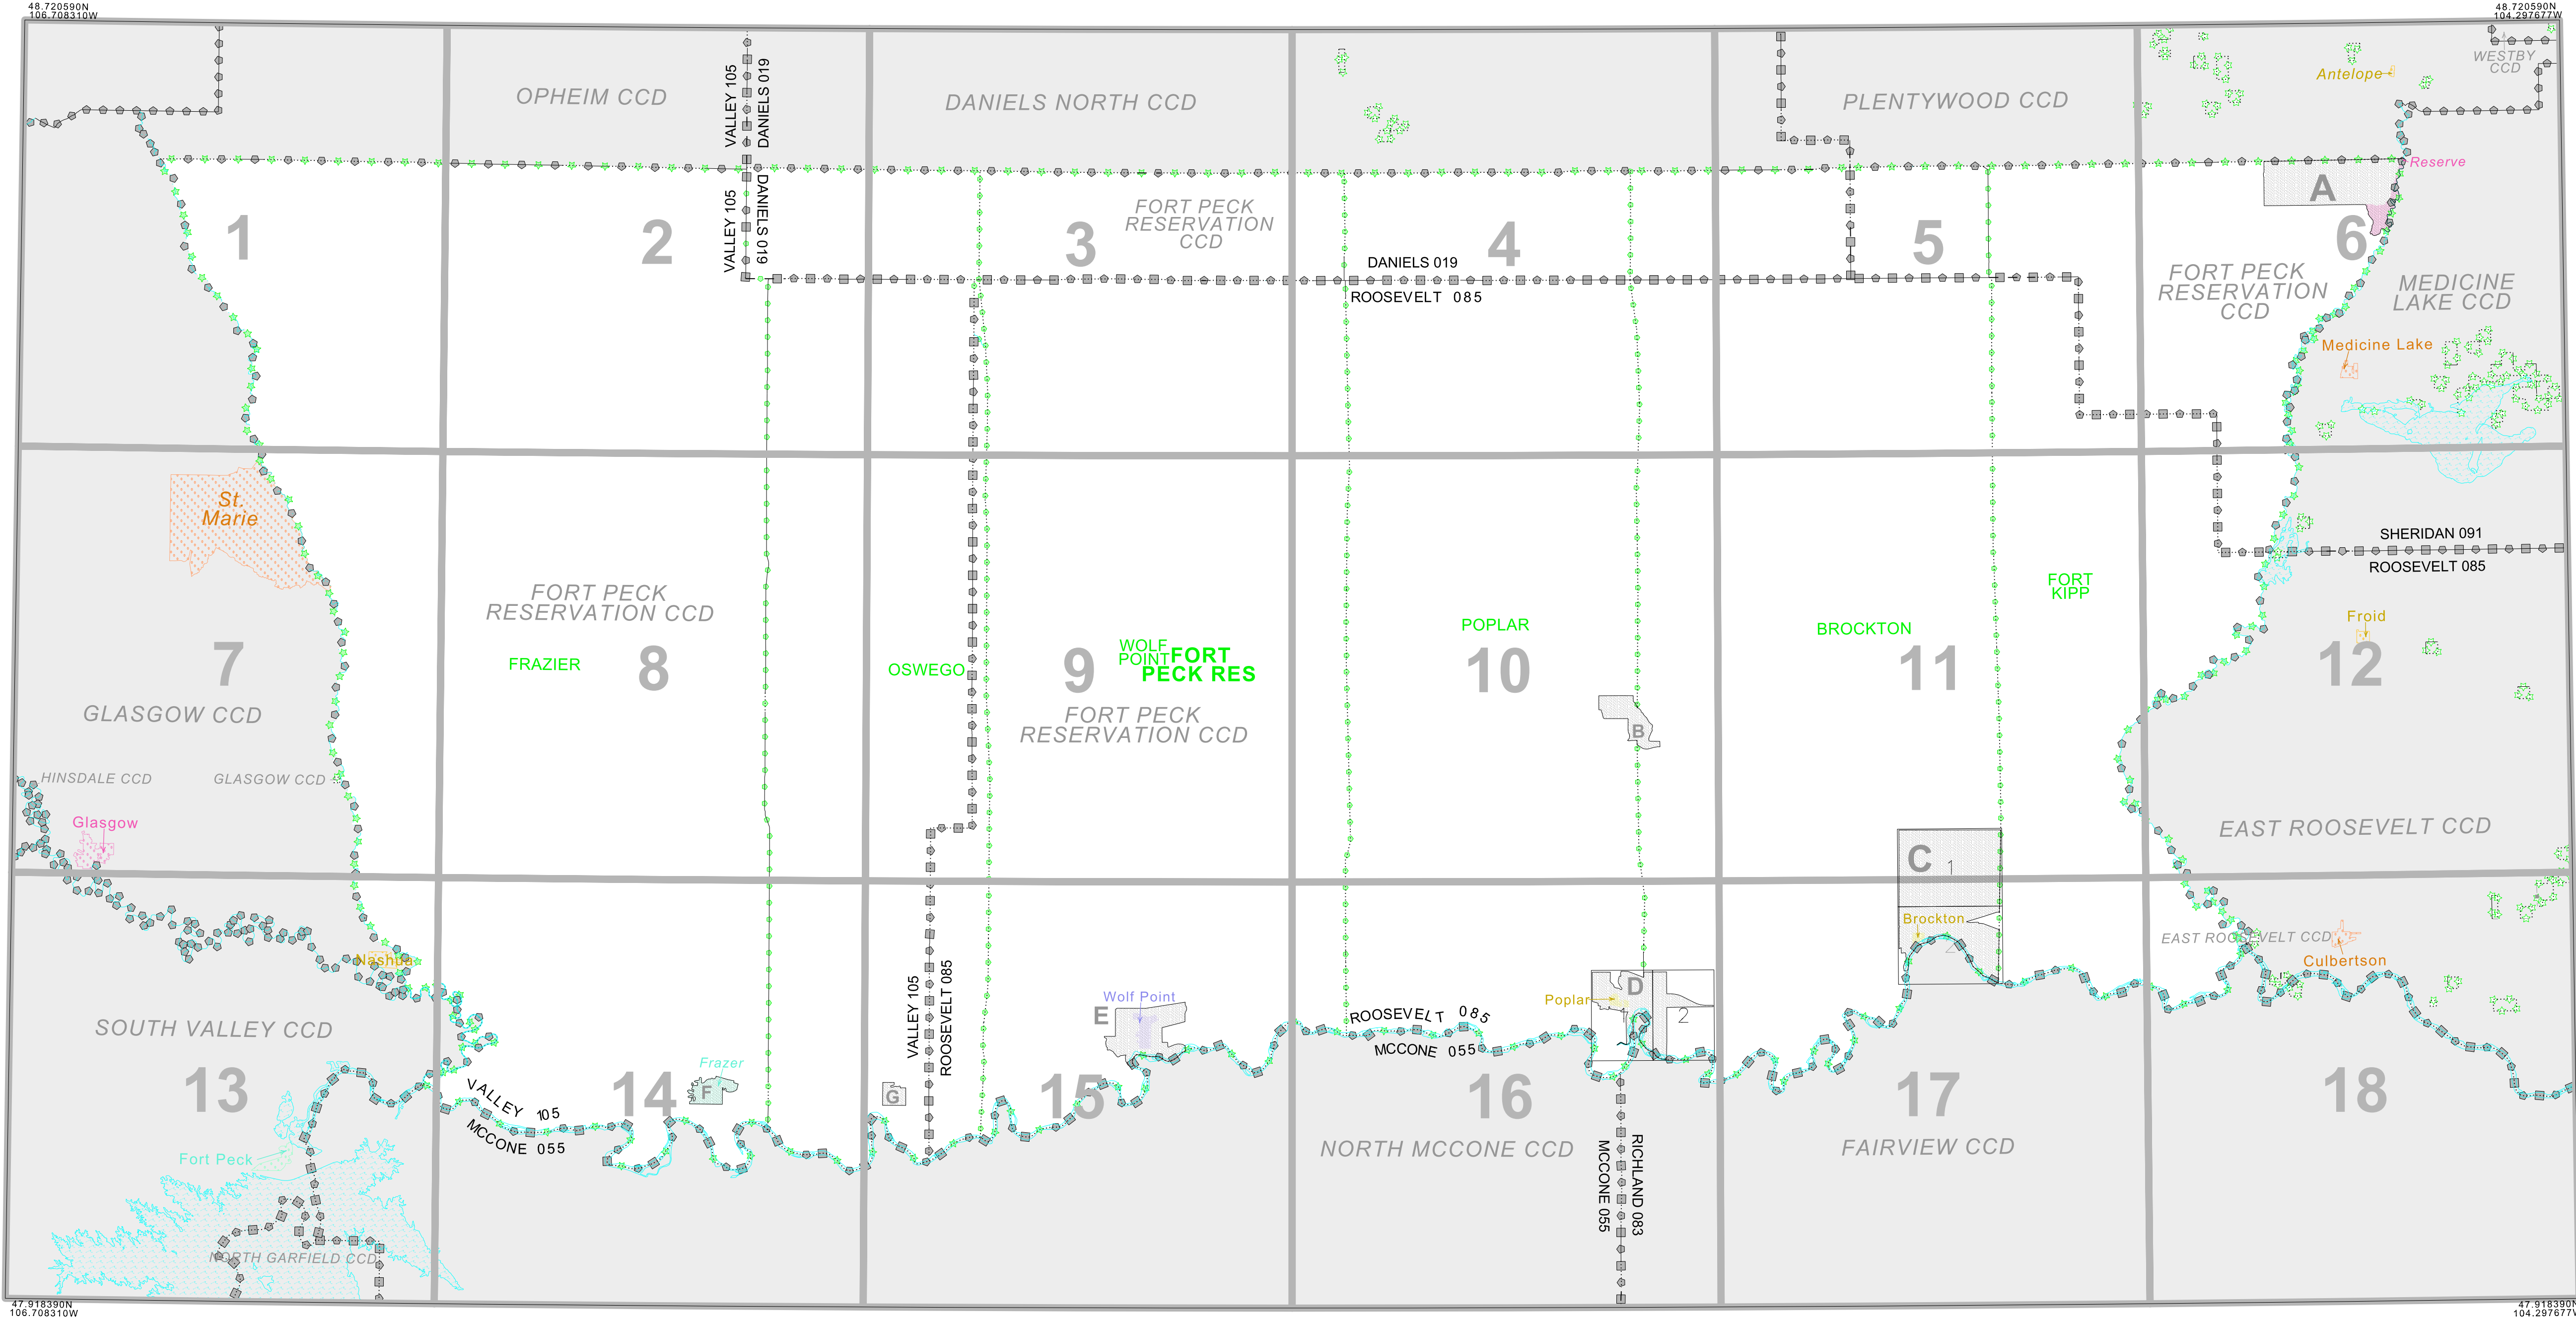 48.720590N
106.708310W
48.720590N
104.297677W
OPHEIM CCD
VALLEY 105
DANIELS 019
DANIELS NORTH CCD
PLENTYWOOD CCD
Antelope
WESTBY
CCD
Reserve
A
1
2
VALLEY 105
DANIELS 019
3
FORT PECK
RESERVATION
CCD
4
5
6
DANIELS 019
ROOSEVELT 085
FORT PECK
RESERVATION
CCD
MEDICINE
LAKE CCD
Medicine Lake
St.
Marie
SHERIDAN 091
ROOSEVELT 085
FORT PECK
RESERVATION CCD
FORT
KIPP
Froid
7
FRAZIER
8
OSWEGO
9
WOLF
POINT
FORT
PECK RES
POPLAR
10
BROCKTON
11
12
GLASGOW CCD
FORT PECK
RESERVATION CCD
B
HINSDALE CCD
GLASGOW CCD
Glasgow
EAST ROOSEVELT CCD
C
1
Brockton
2
EAST ROOSEVELT CCD
Nashua
Culbertson
SOUTH VALLEY CCD
VALLEY 105
ROOSEVELT 085
Wolf Point
E
Poplar
D
2
ROOSEVELT 085
MCCONE 055
13
VALLEY 105
MCCONE 055
14
Frazer
F
G
15
16
17
18
Fort Peck
NORTH MCCONE CCD
MCCONE 055
RICHLAND 083
FAIRVIEW CCD
NORTH GARFIELD CCD
47.918390N
106.708310W
47.918390N
104.297677W